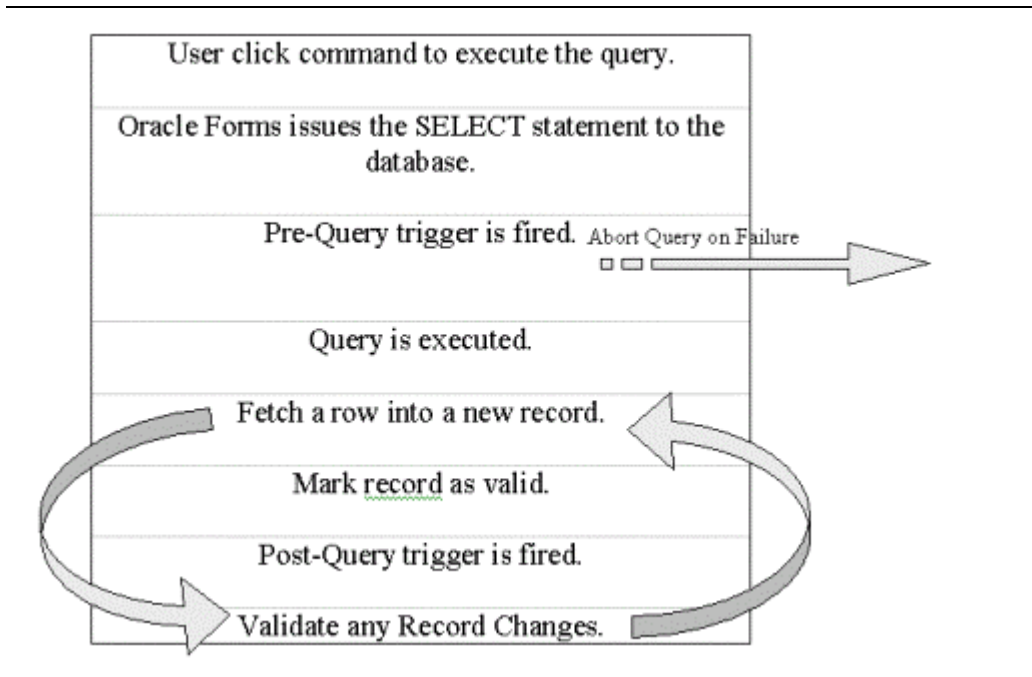 User click command to execute the query.
Oracle Forms issues the SELECT statement to the
database.
Pre-Query trigger is fired.
Abort Query on Failure
Query is executed.
Fetch a row into a new record.
Mark record as valid.
Post-Query trigger is fired.
Validate any Record Changes.